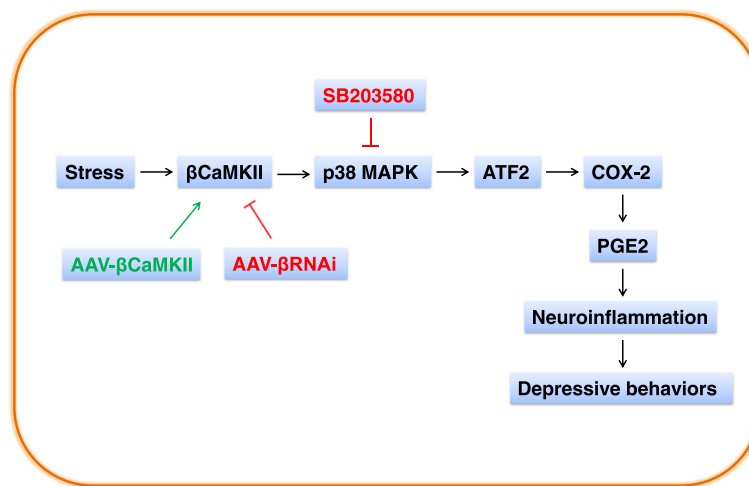 SB203580
Stress
βCaMKII
p38 MAPK
ATF2
COX-2
AAV-βCaMKII
AAV-βRNAi
PGE2
Neuroinflammation
Depressive behaviors